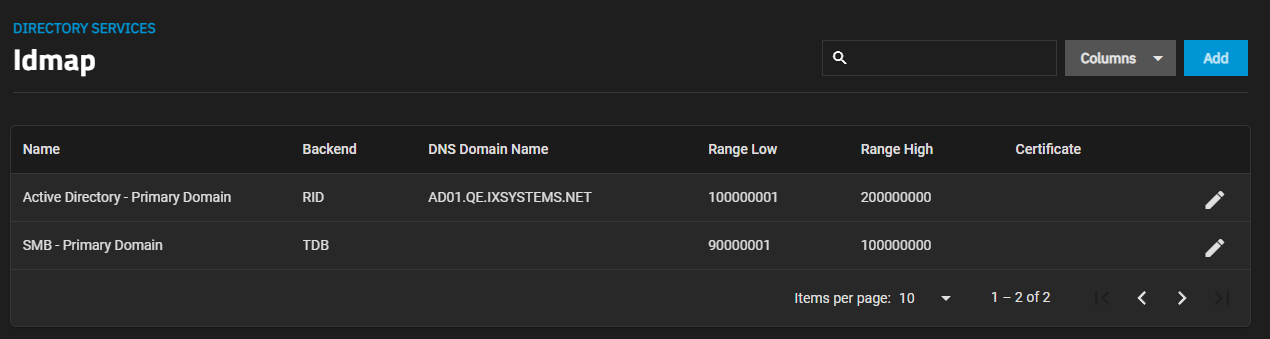 DIRECTORY SERVICES
Idmap
Columns Add
Name Backend DNS Domain Name Range Low Range High Certificate
Active Directory - Primary Domain RID AD01.QE.IXSYSTEMS.NET 100000001 200000000
SMB - Primary Domain TDB 90000001 100000000
Items per page: 10 1 – 2 of 2